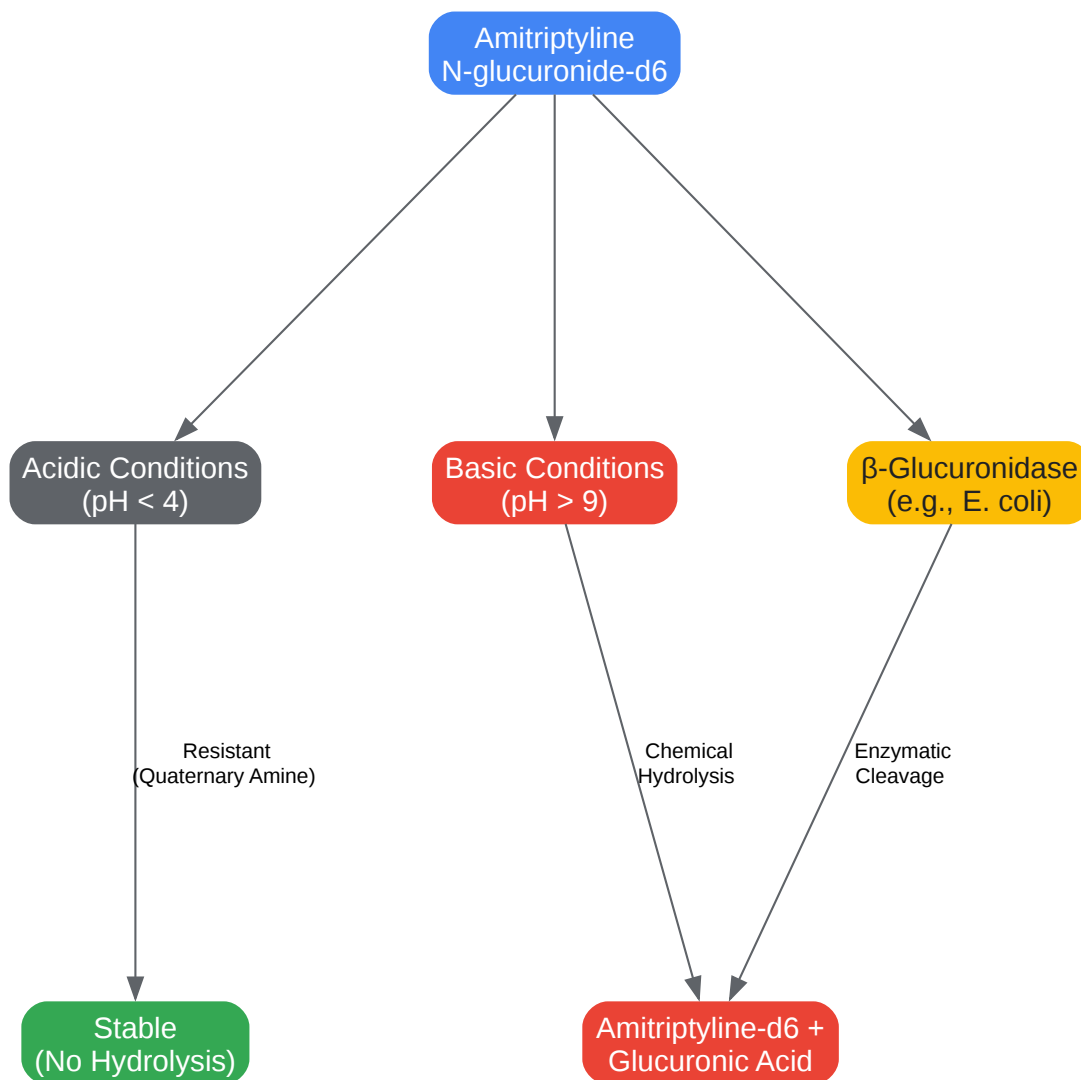 Amitriptyline
N-glucuronide-d6
Acidic Conditions
(pH < 4)
Basic Conditions
(pH > 9)
β-Glucuronidase
(e.g., E. coli)
Resistant
(Quaternary Amine)
Chemical
Hydrolysis
Enzymatic
Cleavage
Stable
(No Hydrolysis)
Amitriptyline-d6 +
Glucuronic Acid